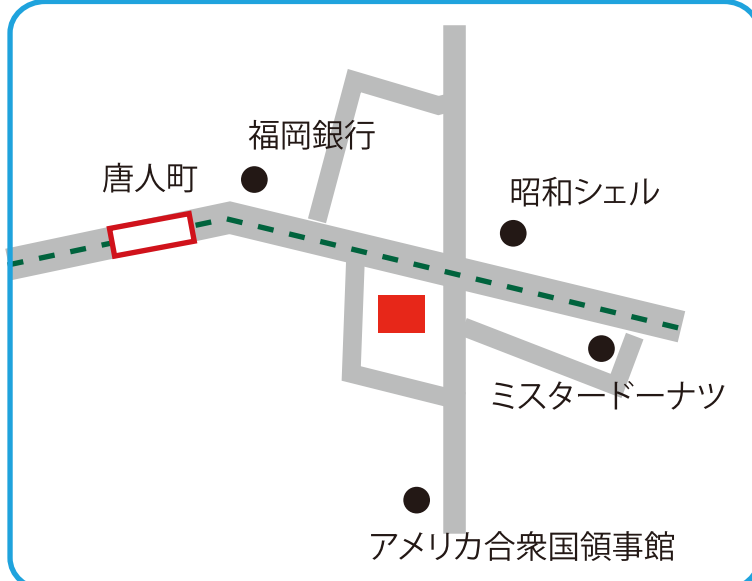 福岡銀行
唐人町
昭和シェル
ミスタードーナツ
アメリカ合衆国領事館